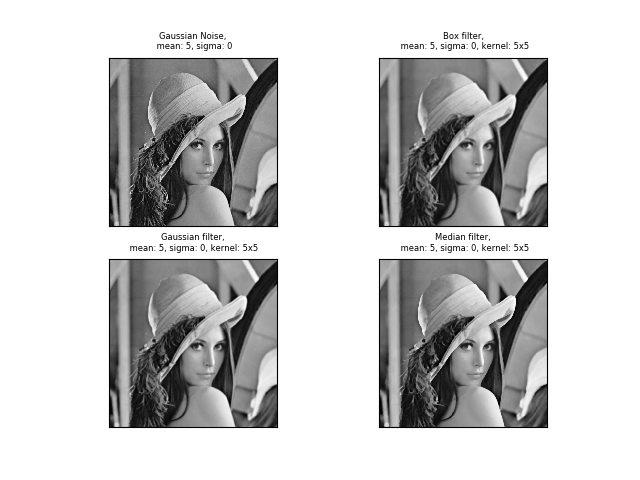 Gaussian Noise,
mean: 5, sigma: 0
Box filter,
mean: 5, sigma: 0, kernel: 5x5
Gaussian filter,
mean: 5, sigma: 0, kernel: 5x5
Median filter,
mean: 5, sigma: 0, kernel: 5x5